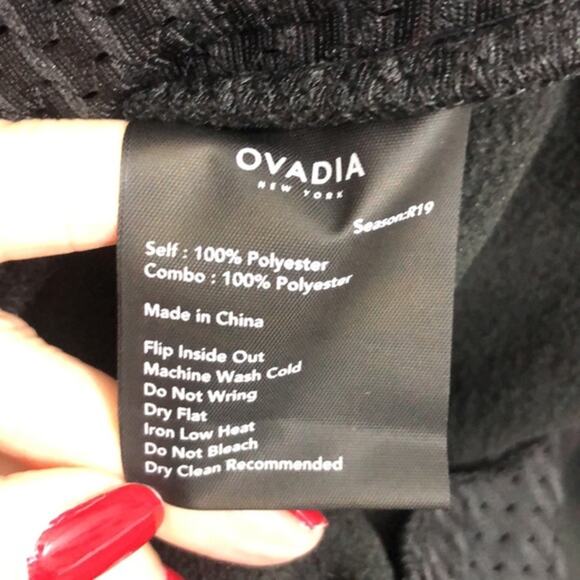 OVADIA
NEW YORK
Season:R19
Self : 100% Polyester
Combo : 100% Polyester
Made in China
Flip Inside Out
Machine Wash Cold
Do Not Wring
Dry Flat
Iron Low Heat
Do Not Bleach
Dry Clean Recommended